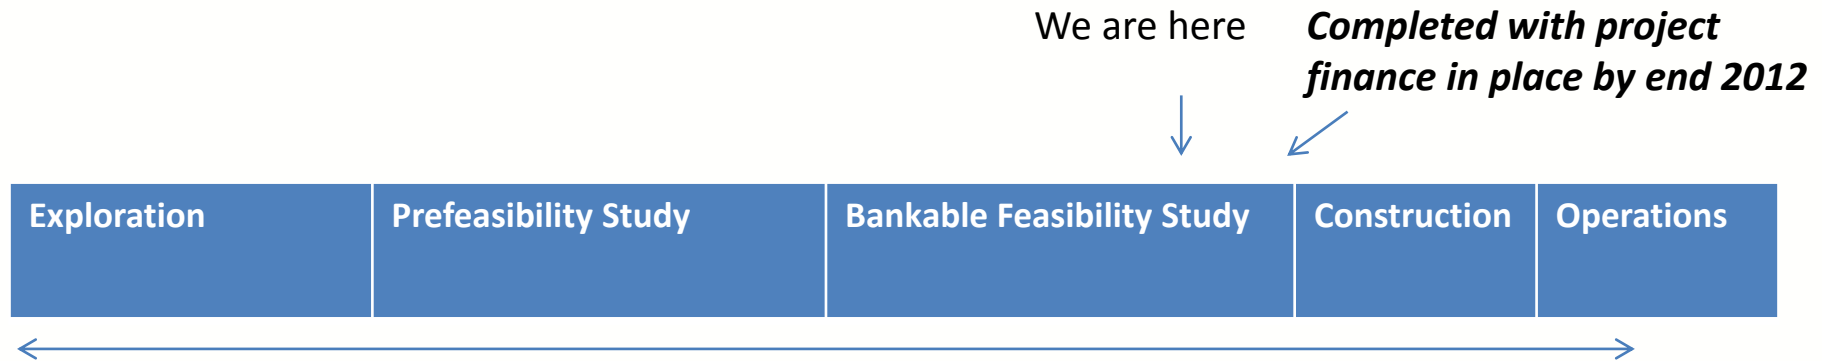 We are here
Completed with project
finance in place by end 2012
Exploration
Prefeasibility Study
Bankable Feasibility Study
Construction
Operations